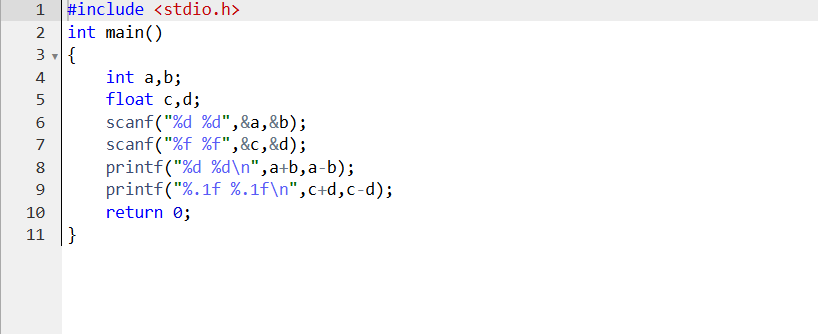 1 #include <stdio.h>
2 int main()
3 {
4     int a,b;
5     float c,d;
6     scanf("%d %d",&a,&b);
7     scanf("%f %f",&c,&d);
8     printf("%d %d\n",a+b,a-b);
9     printf("%.1f %.1f\n",c+d,c-d);
10     return 0;
11 }